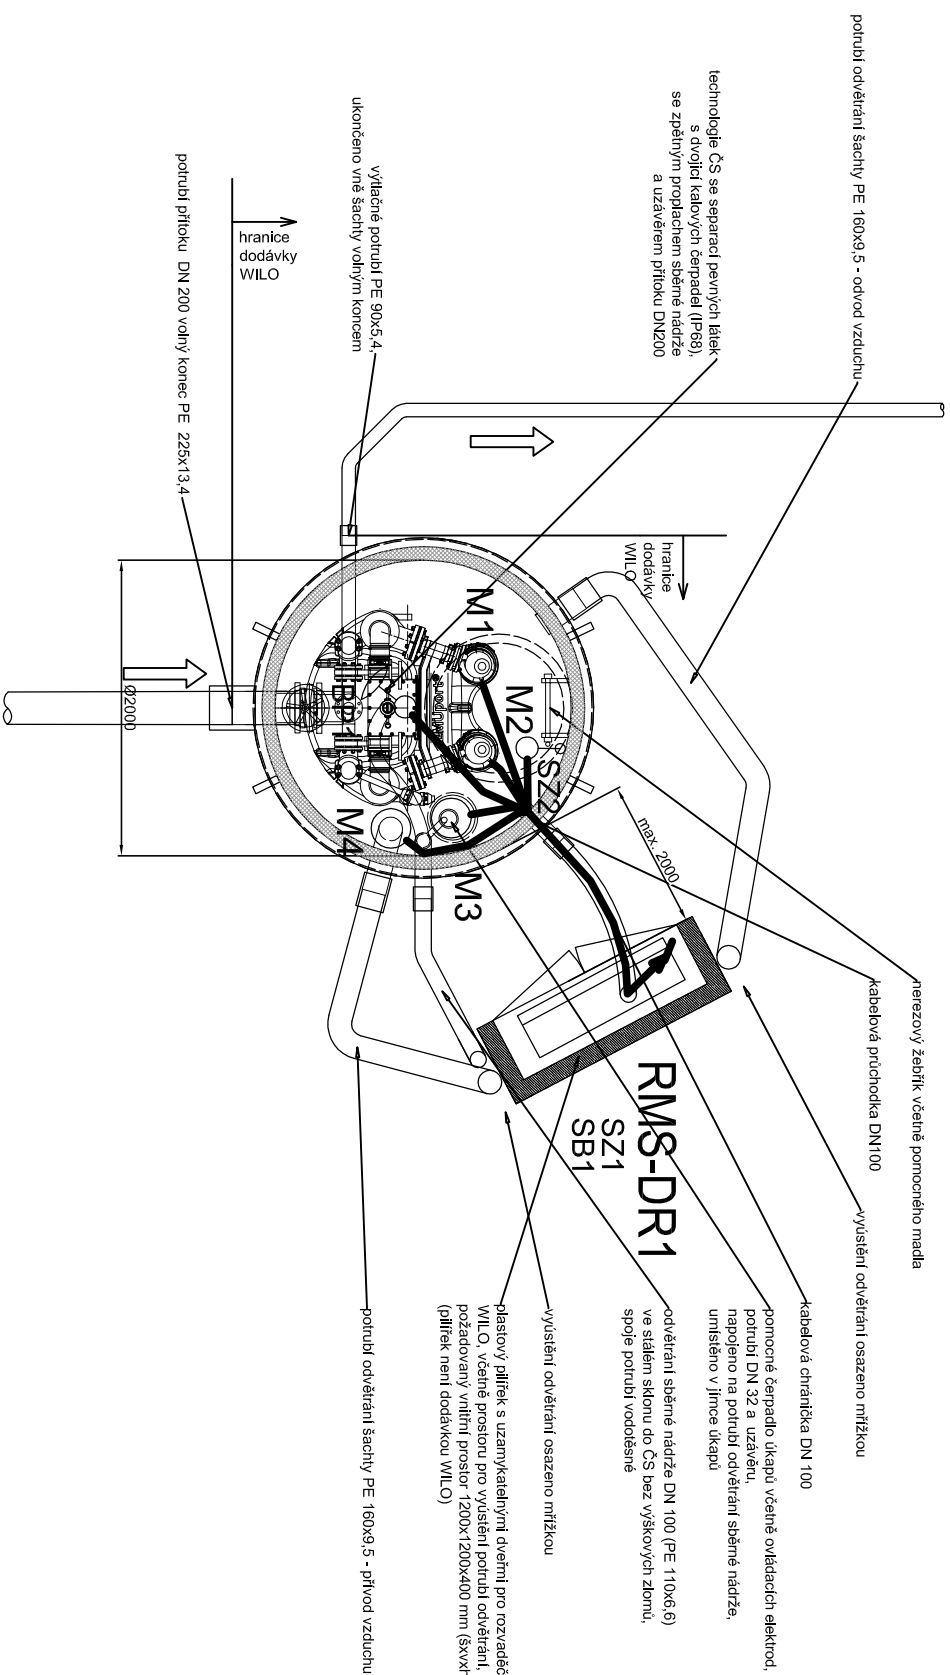 potrubí odvětrání šachty PE 160x9,5 - odvod vzduchu
technologie ČS se separací pevných látek
s dvojicí kalových čerpadel (IP68),
se zpětným proplachem sběrné nádrže
a uzávěrem přítoku DN200
výtlačné potrubí PE 90x5,4,
ukončeno vně šachty volným koncem
potrubí přítoku DN 200 volný konec PE 225x13,4
hranice
dodávky
WILO
hranice
dodávky
WILO
Ø2000
max. 2000
M1
M2
SZ2
M3
M4
RMS-DR1
SZ1
SB1
nerezový žebřík včetně pomocného madla
kabelová průchodka DN100
vyústění odvětrání osazeno mřížkou
kabelová chránička DN 100
pomocné čerpadlo úkapů včetně ovládacích elektrod,
potrubí DN 32 a uzávěru,
napojeno na potrubí odvětrání sběrné nádrže,
umístěno v jímce úkapů
odvětrání sběrné nádrže DN 100 (PE 110x6,6)
ve stálém sklonu do ČS bez výškových zlomů,
spoje potrubí vodotěsné
vyústění odvětrání osazeno mřížkou
plastový pilířek s uzamykatelnými dveřmi pro rozvaděč
WILO, včetně prostoru pro vyústění potrubí odvětrání,
požadovaný vnitřní prostor 1200x1200x400 mm
(pilířek není dodávkou WILO)
potrubí odvětrání šachty PE 160x9,5 - přívod vzduchu